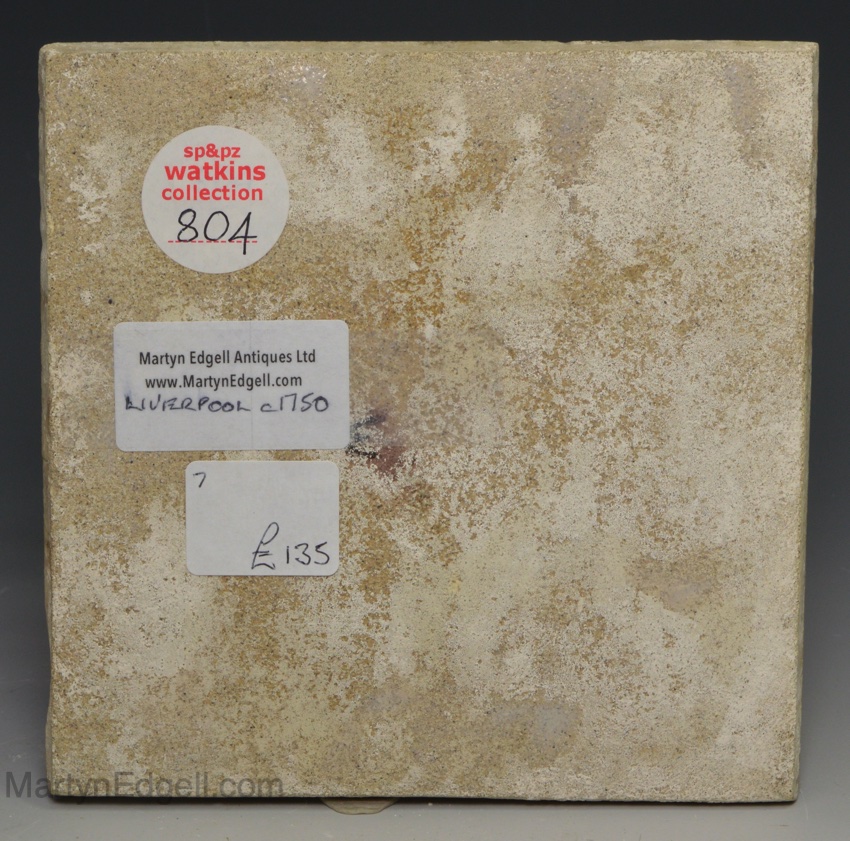 sp&pz
watkins
collection
804
Martyn Edgell Antiques Ltd
www.MartynEdgell.com
LIVERPOOL c1750
7
£135
MartynEdgell.com